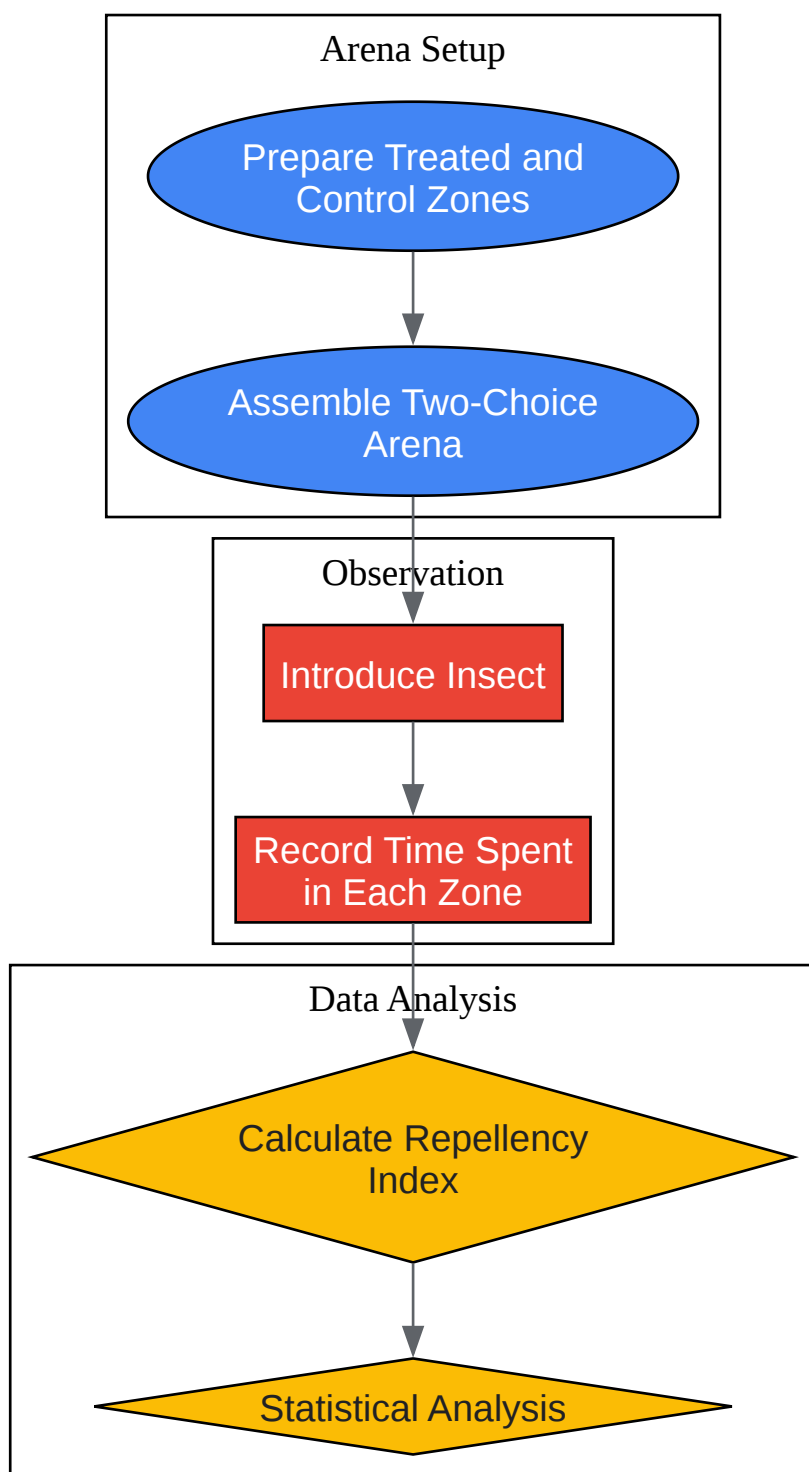 Arena Setup
Prepare Treated and
Control Zones
Assemble Two-Choice
Arena
Observation
Introduce Insect
Record Time Spent
in Each Zone
Data Analysis
Calculate Repellency
Index
Statistical Analysis